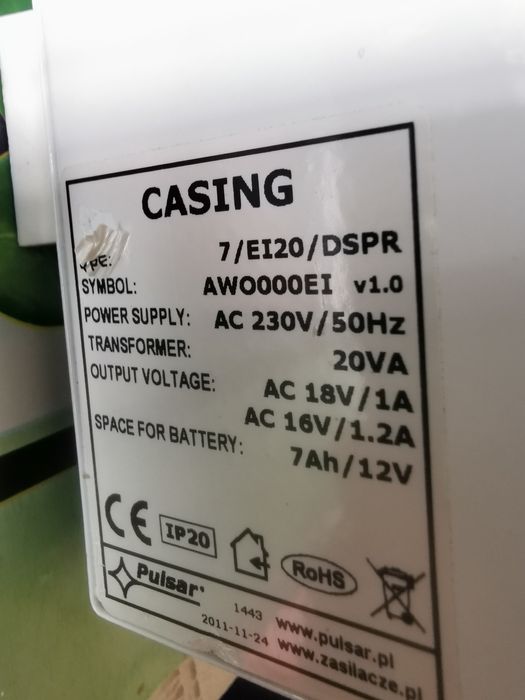 CASING
ype: 7/EI20/DSPR
SYMBOL: AWO000EI v1.0
POWER SUPPLY: AC 230V/50Hz
TRANSFORMER: 20VA
OUTPUT VOLTAGE: AC 18V/1A
AC 16V/1.2A
SPACE FOR BATTERY: 7Ah/12V
CE IP20 RoHS
Pulsar
1443 www.pulsar.pl
2011-11-24 www.zasilacze.pl